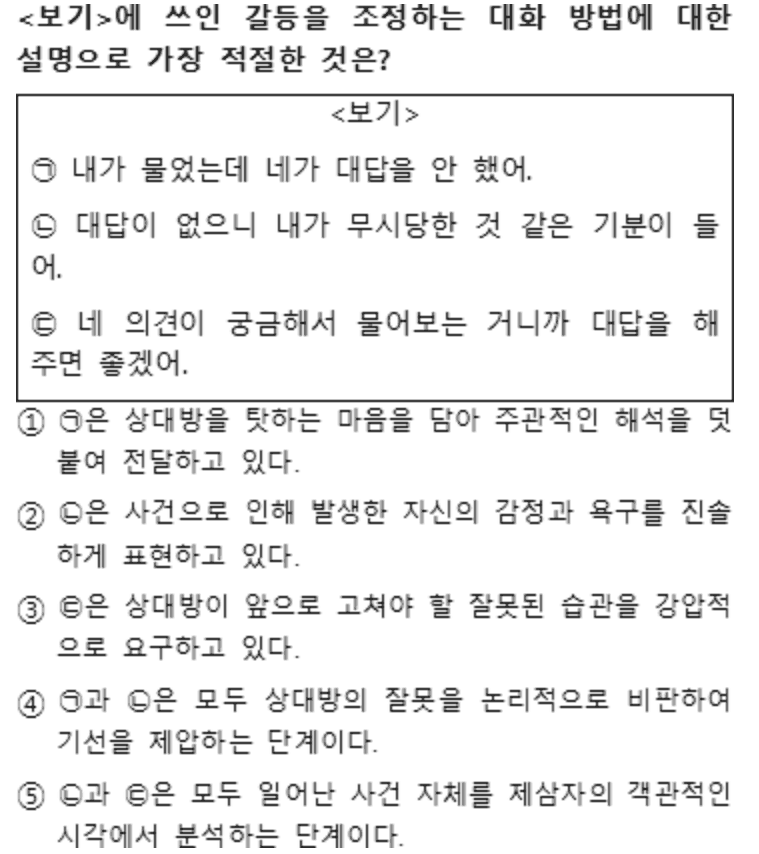 <보기>에 쓰인 갈등을 조정하는 대화 방법에 대한
설명으로 가장 적절한 것은?
<보기>
㉠ 내가 물었는데 네가 대답을 안 했어.
㉡ 대답이 없으니 내가 무시당한 것 같은 기분이 들
어.
㉢ 네 의견이 궁금해서 물어보는 거니까 대답을 해
주면 좋겠어.
① ㉠은 상대방을 탓하는 마음을 담아 주관적인 해석을 덧
붙여 전달하고 있다.
② ㉡은 사건으로 인해 발생한 자신의 감정과 욕구를 진솔
하게 표현하고 있다.
③ ㉢은 상대방이 앞으로 고쳐야 할 잘못된 습관을 강압적
으로 요구하고 있다.
④ ㉠과 ㉡은 모두 상대방의 잘못을 논리적으로 비판하여
기선을 제압하는 단계이다.
⑤ ㉡과 ㉢은 모두 일어난 사건 자체를 제삼자의 객관적인
시각에서 분석하는 단계이다.